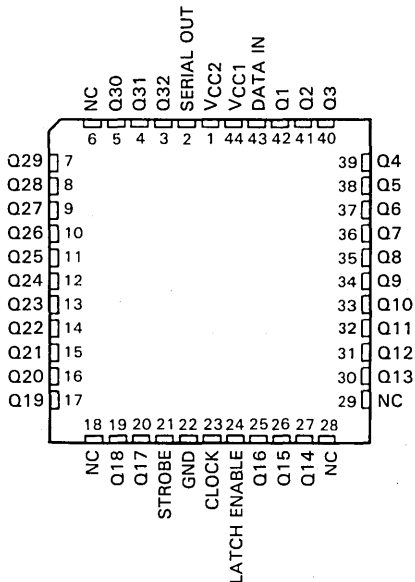 NC
Q30
Q31
Q32
SERIAL OUT
VCC2
VCC1
DATA IN
Q1
Q2
Q3
6 5 4 3 2 1 44 43 42 41 40
Q29 7 39 Q4
Q28 8 38 Q5
Q27 9 37 Q6
Q26 10 36 Q7
Q25 11 35 Q8
Q24 12 34 Q9
Q23 13 33 Q10
Q22 14 32 Q11
Q21 15 31 Q12
Q20 16 30 Q13
Q19 17 29 NC
18 19 20 21 22 23 24 25 26 27 28
NC
Q18
Q17
STROBE
GND
CLOCK
LATCH ENABLE
Q16
Q15
Q14
NC